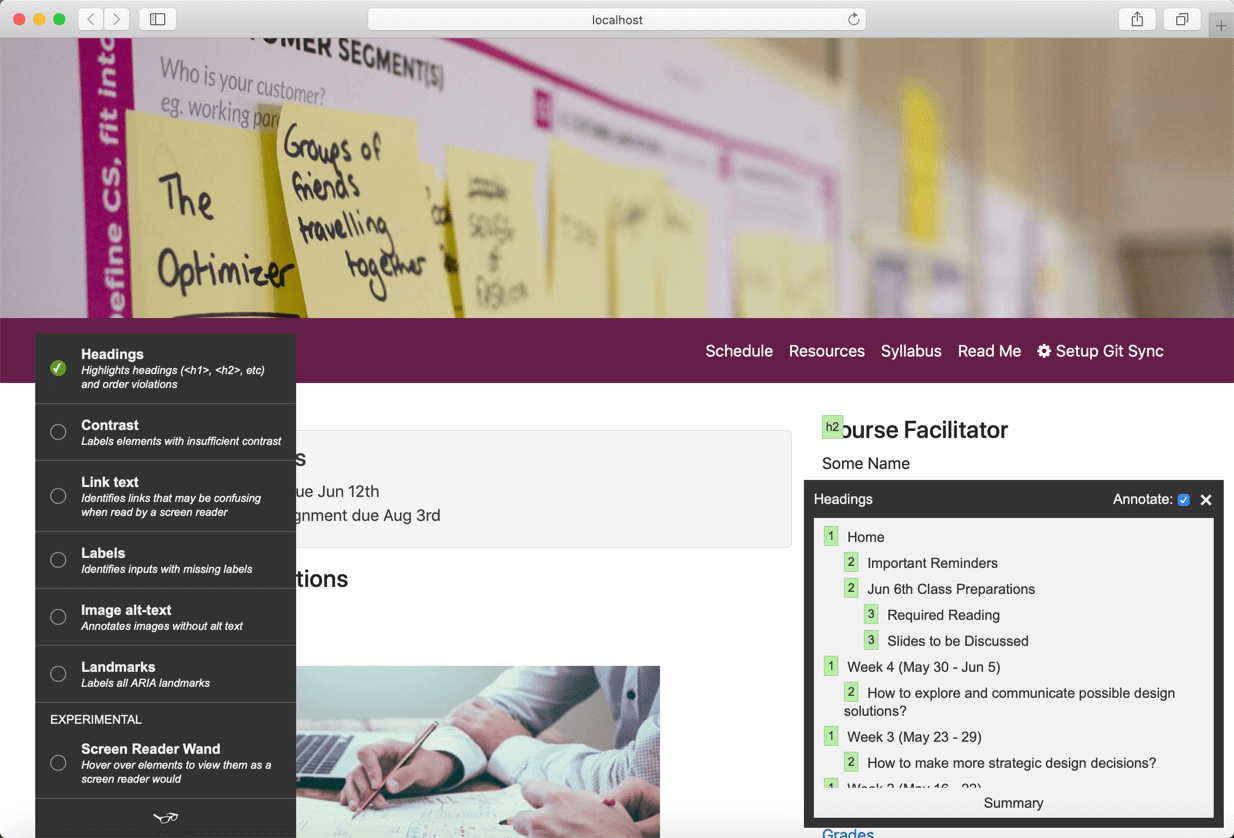 localhost
CUSTOMER SEGMENT(S)
Who is your customer?
eg. working
efine CS, fit into
The
Optimizer
Groups of
friends
travelling
together
Schedule Resources Syllabus Read Me Setup Git Sync
Headings
Highlights headings (<h1>, <h2>, etc)
and order violations
Contrast
Labels elements with insufficient contrast
Link text
Identifies links that may be confusing
when read by a screen reader
Labels
Identifies inputs with missing labels
Image alt-text
Annotates images without alt text
Landmarks
Labels all ARIA landmarks
EXPERIMENTAL
Screen Reader Wand
Hover over elements to view them as a
screen reader would
s
ue Jun 12th
gnment due Aug 3rd
tions
h2 ourse Facilitator
Some Name
Headings Annotate:
1 Home
2 Important Reminders
2 Jun 6th Class Preparations
3 Required Reading
3 Slides to be Discussed
1 Week 4 (May 30 - Jun 5)
2 How to explore and communicate possible design
solutions?
1 Week 3 (May 23 - 29)
2 How to make more strategic design decisions?
1 Week 2 (May 16 - 22)
Summary
Grades